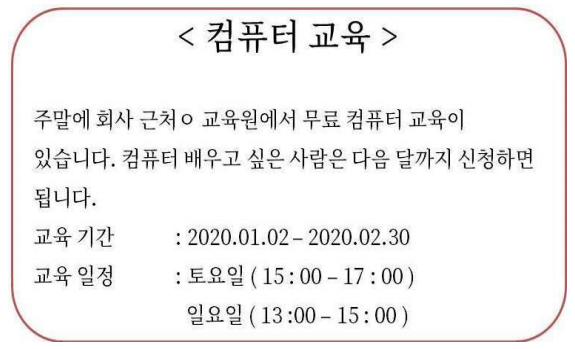 < 컴퓨터 교육 >
주말에 회사 근처ㅇ 교육원에서 무료 컴퓨터 교육이
있습니다. 컴퓨터 배우고 싶은 사람은 다음 달까지 신청하면
됩니다.
교육 기간 : 2020.01.02 – 2020.02.30
교육 일정 : 토요일 ( 15 : 00 – 17 : 00 )
일요일 ( 13 :00 – 15 : 00 )